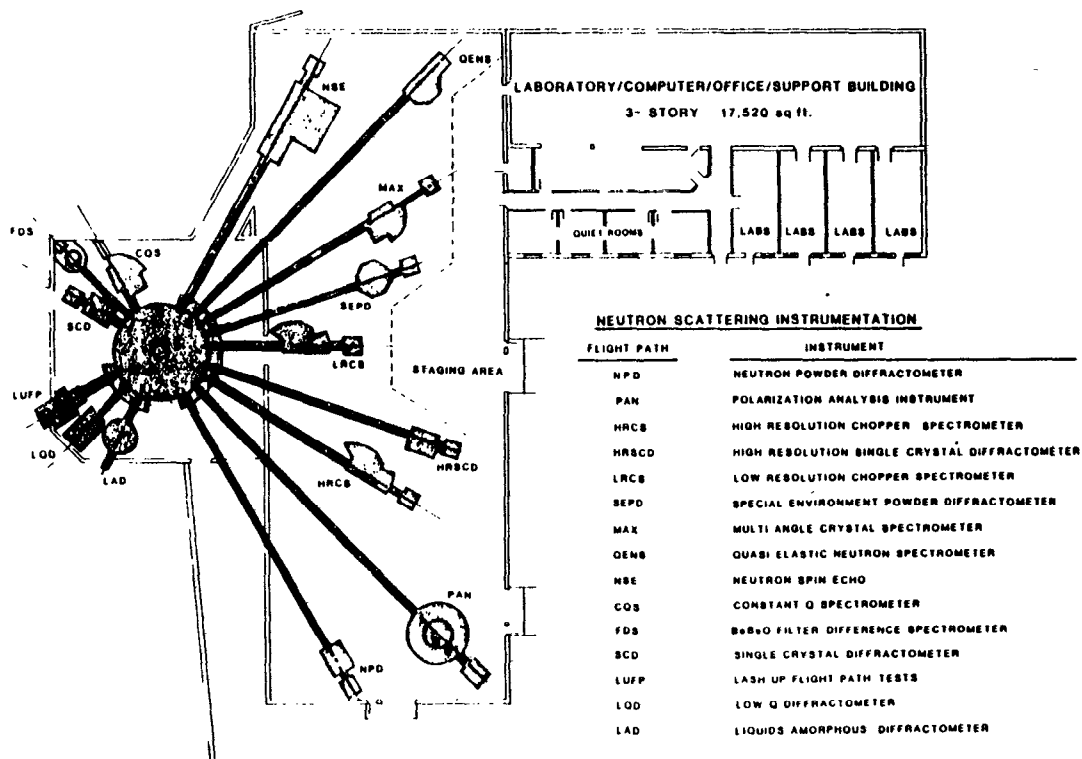 QENS
NSE
LABORATORY/COMPUTER/OFFICE/SUPPORT BUILDING
3- STORY 17,520 sq ft.
MAX
FDS
COS
QUIET ROOMS
LABS LABS LABS LABS
SEPD
SCD
LRCS
STAGING AREA
LUFP
LQD
LAD
HRSCD
HRCS
PAN
NPD
NEUTRON SCATTERING INSTRUMENTATION
FLIGHT PATH INSTRUMENT
NPD NEUTRON POWDER DIFFRACTOMETER
PAN POLARIZATION ANALYSIS INSTRUMENT
HRCS HIGH RESOLUTION CHOPPER SPECTROMETER
HRSCD HIGH RESOLUTION SINGLE CRYSTAL DIFFRACTOMETER
LRCS LOW RESOLUTION CHOPPER SPECTROMETER
SEPD SPECIAL ENVIRONMENT POWDER DIFFRACTOMETER
MAX MULTI ANGLE CRYSTAL SPECTROMETER
QENS QUASI ELASTIC NEUTRON SPECTROMETER
NSE NEUTRON SPIN ECHO
CQS CONSTANT Q SPECTROMETER
FDS BeBeO FILTER DIFFERENCE SPECTROMETER
SCD SINGLE CRYSTAL DIFFRACTOMETER
LUFP LASH UP FLIGHT PATH TESTS
LQD LOW Q DIFFRACTOMETER
LAD LIQUIDS AMORPHOUS DIFFRACTOMETER